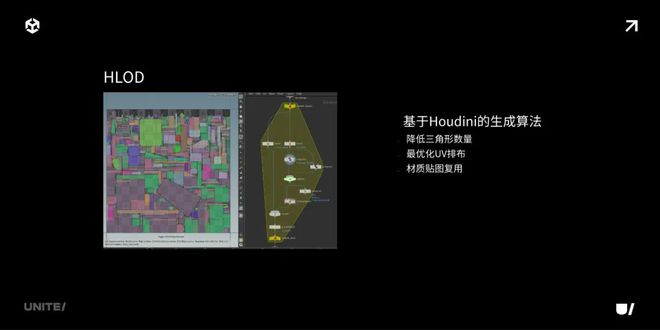 HLOD
基于Houdini的生成算法
降低三角形数量
最优化UV排布
材质贴图复用
UNITE/
U/